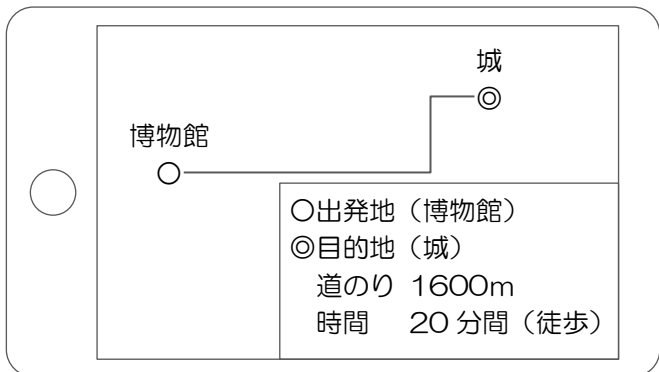 城
博物館
○出発地(博物館)
◎目的地(城)
道のり 1600m
時間 20分間(徒歩)